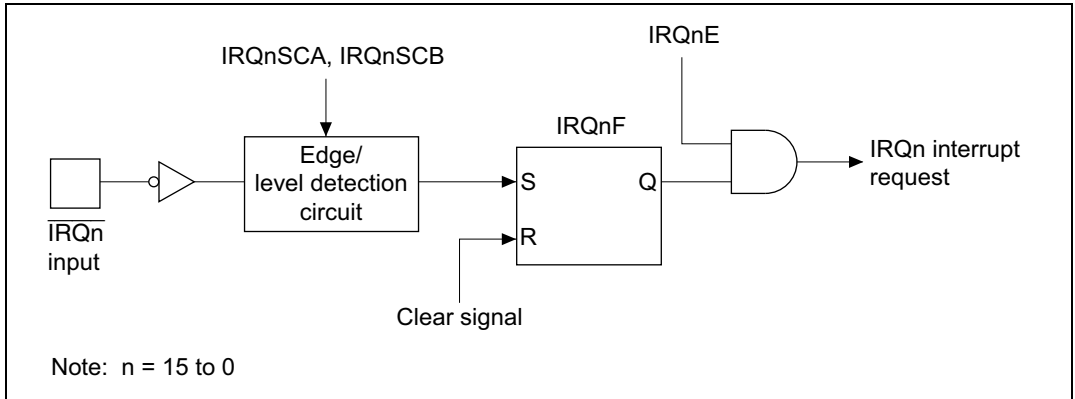 IRQnE
IRQnSCA, IRQnSCB
IRQnF
Edge/
level detection
circuit
S
Q
R
IRQn interrupt
request
IRQn
input
Clear signal
Note: n = 15 to 0